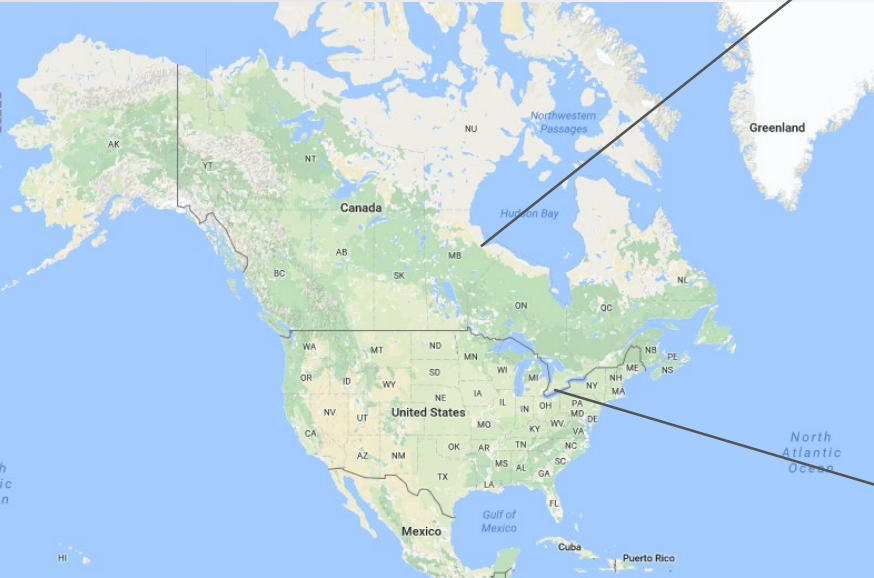 Greenland
Northwestern
Passages
NU
AK
YT
NT
Canada
Hudson Bay
AB
MB
BC
SK
NL
ON
QC
WA
MT
ND
MN
NB
PE
ME
NS
OR
ID
WY
SD
WI
MI
NY
NH
MA
NV
UT
NE
IA
IL
IN
OH
PA
MD
DE
United States
CA
MO
KY
WV
VA
AZ
NM
OK
AR
TN
NC
MS
AL
SC
GA
TX
LA
FL
North
Atlantic
Ocean
Gulf of
Mexico
Mexico
Cuba
Puerto Rico
HI
h
ic
n